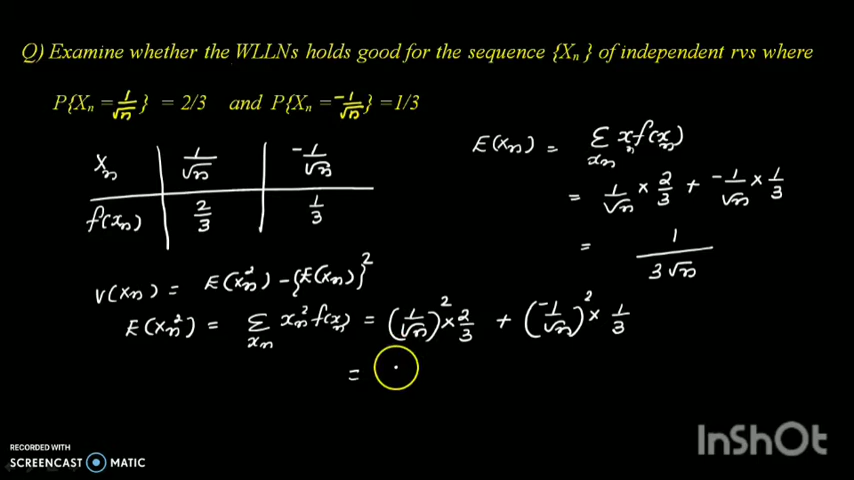 Q) Examine whether the WLLNs holds good for the sequence {Xₙ} of independent rvs where
P{Xₙ = 1/√n} = 2/3 and P{Xₙ = -1/√n} = 1/3
Xₙ | 1/√n | -1/√n
f(xₙ) | 2/3 | 1/3
E(xₙ) = Σxₙ xₙ f(xₙ)
= 1/√n × 2/3 + -1/√n × 1/3
= 1/3√n
V(xₙ) = E(xₙ²) - {E(xₙ)}²
E(xₙ²) = Σxₙ xₙ² f(xₙ) = (1/√n)² × 2/3 + (-1/√n)² × 1/3
=
RECORDED WITH
SCREENCAST MATIC
InShOt